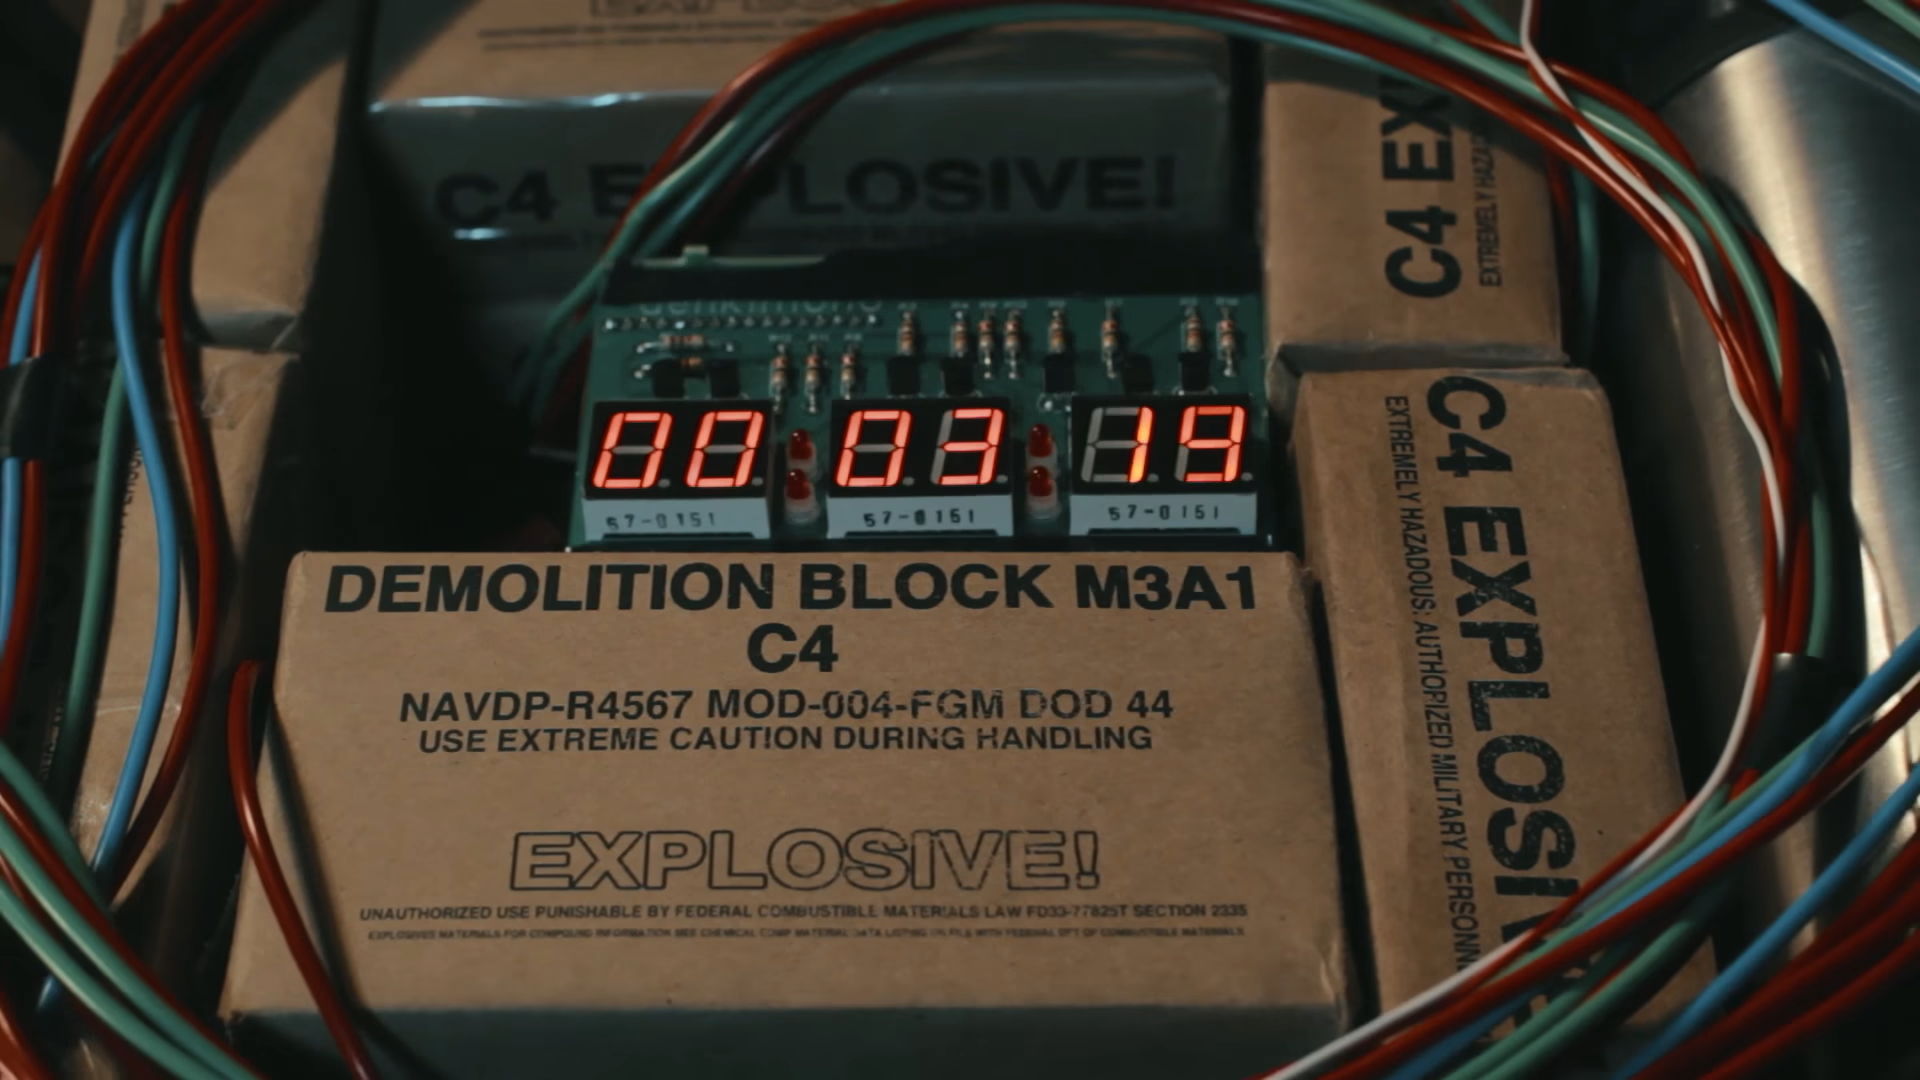 C4 EXPLOSIVE!
C4 EX
EXTREMELY HAZA
00 03 19
57-0151
57-0151
57-0151
DEMOLITION BLOCK M3A1
C4
NAVDP-R4567 MOD-004-FGM DOD 44
USE EXTREME CAUTION DURING HANDLING
EXPLOSIVE!
UNAUTHORIZED USE PUNISHABLE BY FEDERAL COMBUSTIBLE MATERIALS LAW FD33-77825T SECTION 2335
C4 EXPLOSIVE
EXTREMELY HAZADOUS: AUTHORIZED MILITARY PERSONN